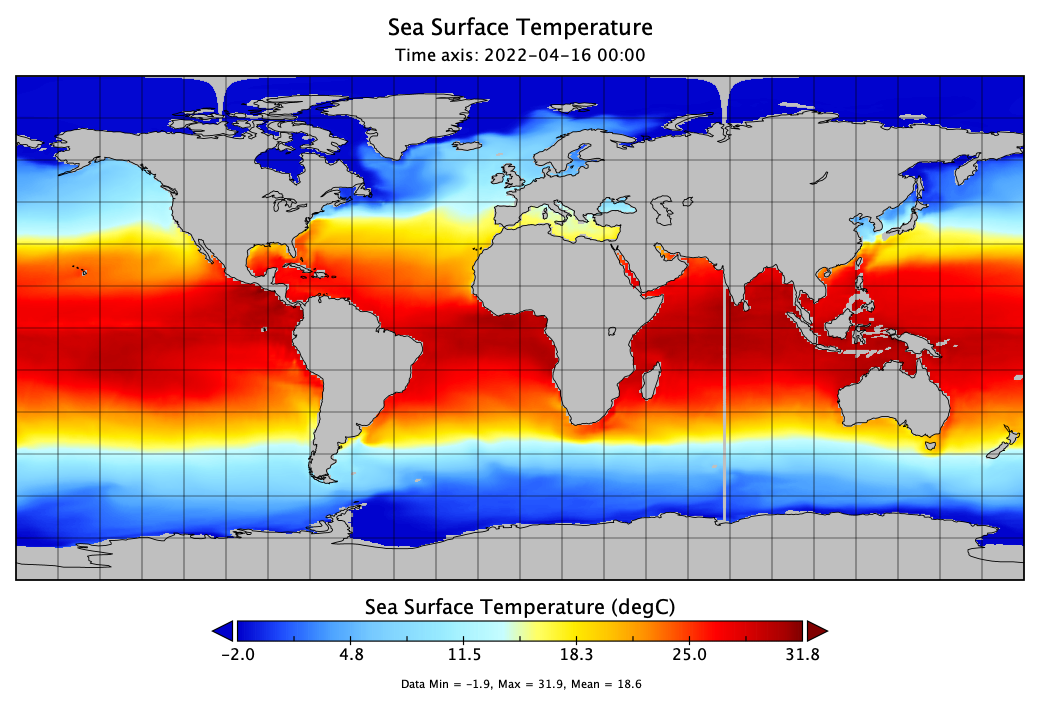 Sea Surface Temperature
Time axis: 2022-04-16 00:00
Sea Surface Temperature (degC)
-2.0 4.8 11.5 18.3 25.0 31.8
Data Min = -1.9, Max = 31.9, Mean = 18.6